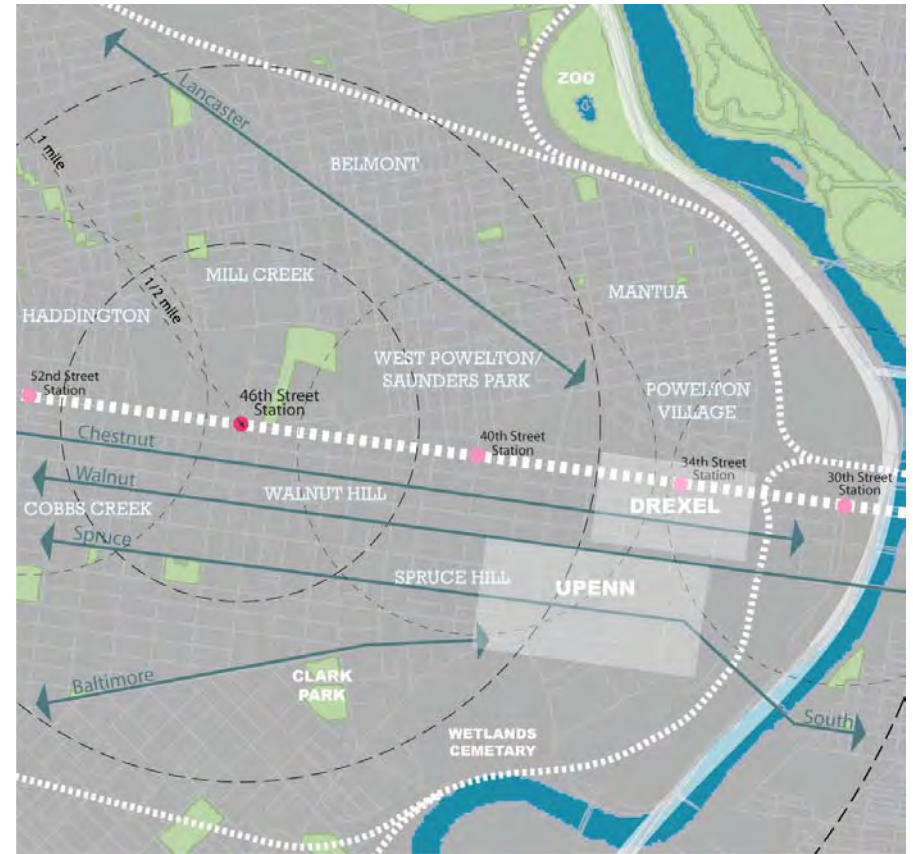 ZOO
Lancaster
1 mile
BELMONT
MILL CREEK
1/2 mile
MANTUA
HADDINGTON
WEST POWELTON/
SAUNDERS PARK
52nd Street
Station
46th Street
Station
POWELTON
VILLAGE
Chestnut
40th Street
Station
34th Street
Station
30th Street
Station
Walnut
WALNUT HILL
DREXEL
COBBS CREEK
Spruce
SPRUCE HILL
UPENN
Baltimore
CLARK
PARK
South
WETLANDS
CEMETARY